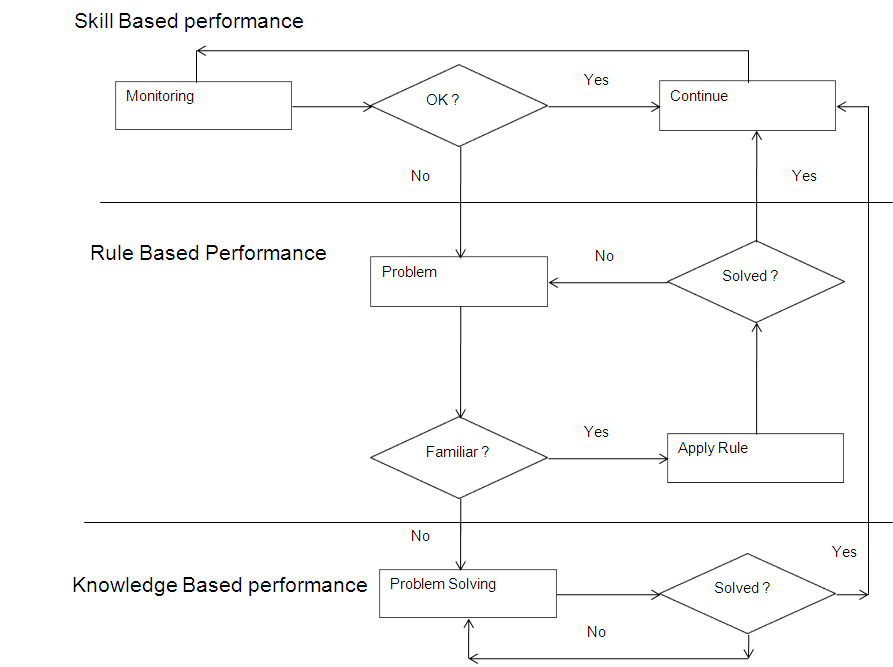 Skill Based performance
Monitoring
OK ?
Yes
Continue
No
Yes
Rule Based Performance
Problem
No
Solved ?
Familiar ?
Yes
Apply Rule
No
Yes
Knowledge Based performance
Problem Solving
Solved ?
No